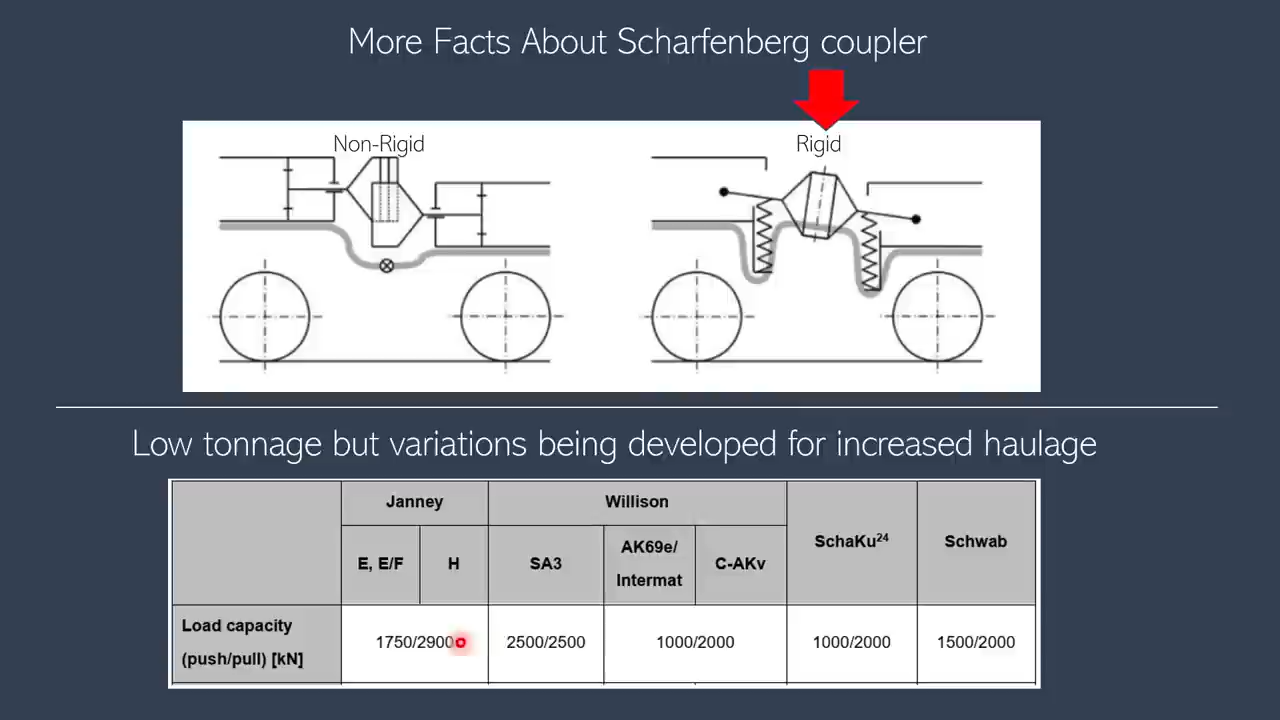 More Facts About Scharfenberg coupler
Non-Rigid
Rigid
Low tonnage but variations being developed for increased haulage
Janney
Willison
SchaKu24
Schwab
E, E/F
H
SA3
AK69e/
Intermat
C-AKv
Load capacity
(push/pull) [kN]
1750/2900
2500/2500
1000/2000
1000/2000
1500/2000